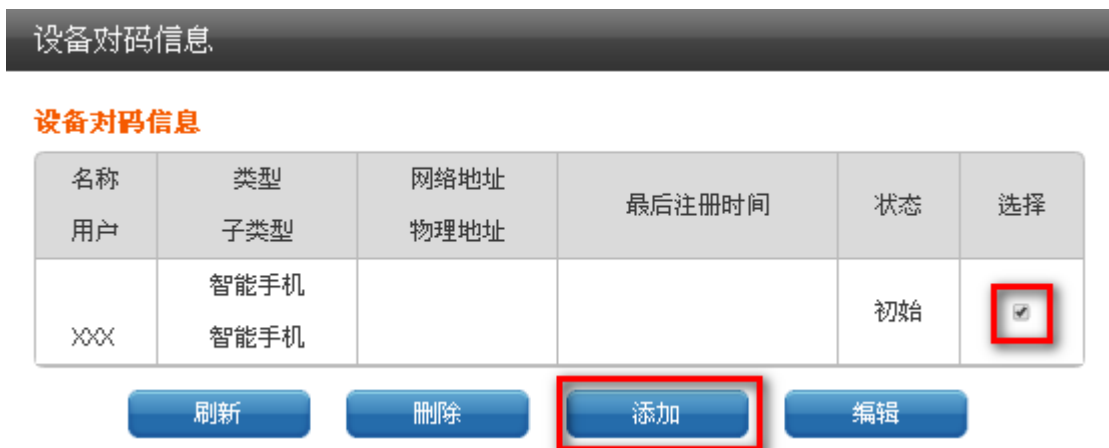 设备对码信息
设备对码信息
名称 类型 网络地址 最后注册时间 状态 选择
用户 子类型 物理地址
智能手机 初始
XXX 智能手机
刷新 删除 添加 编辑